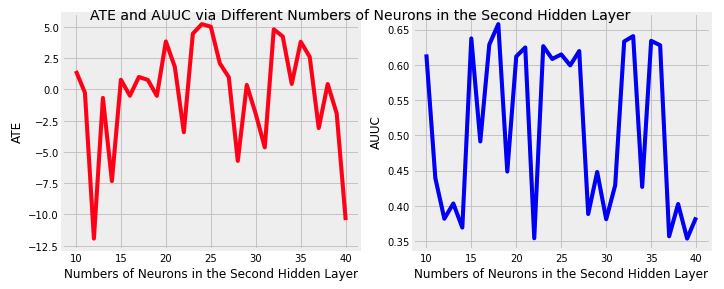 ATE and AUUC via Different Numbers of Neurons in the Second Hidden Layer
5.0
2.5
0.0
−2.5
−5.0
−7.5
−10.0
−12.5
ATE
10 15 20 25 30 35 40
Numbers of Neurons in the Second Hidden Layer
0.65
0.60
0.55
0.50
0.45
0.40
0.35
AUUC
10 15 20 25 30 35 40
Numbers of Neurons in the Second Hidden Layer